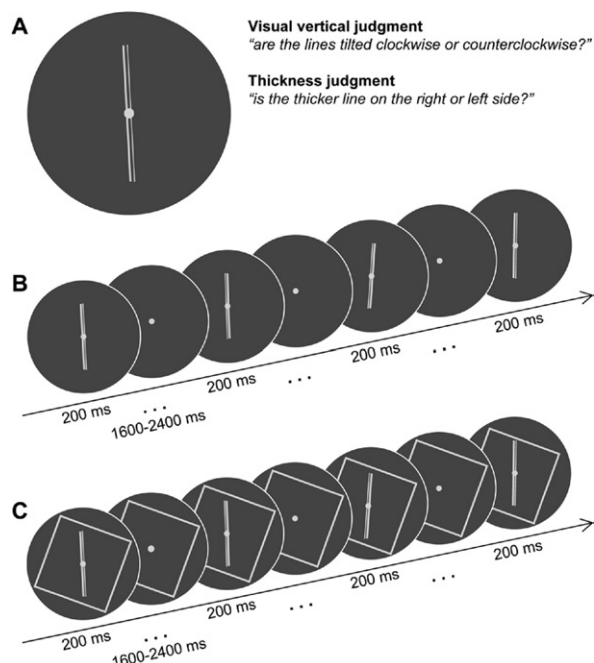 A
Visual vertical judgment
“are the lines tilted clockwise or counterclockwise?”
Thickness judgment
“is the thicker line on the right or left side?”
B
200 ms
. . .
1600-2400 ms
200 ms
. . .
200 ms
. . .
200 ms
C
200 ms
. . .
1600-2400 ms
200 ms
. . .
200 ms
. . .
200 ms